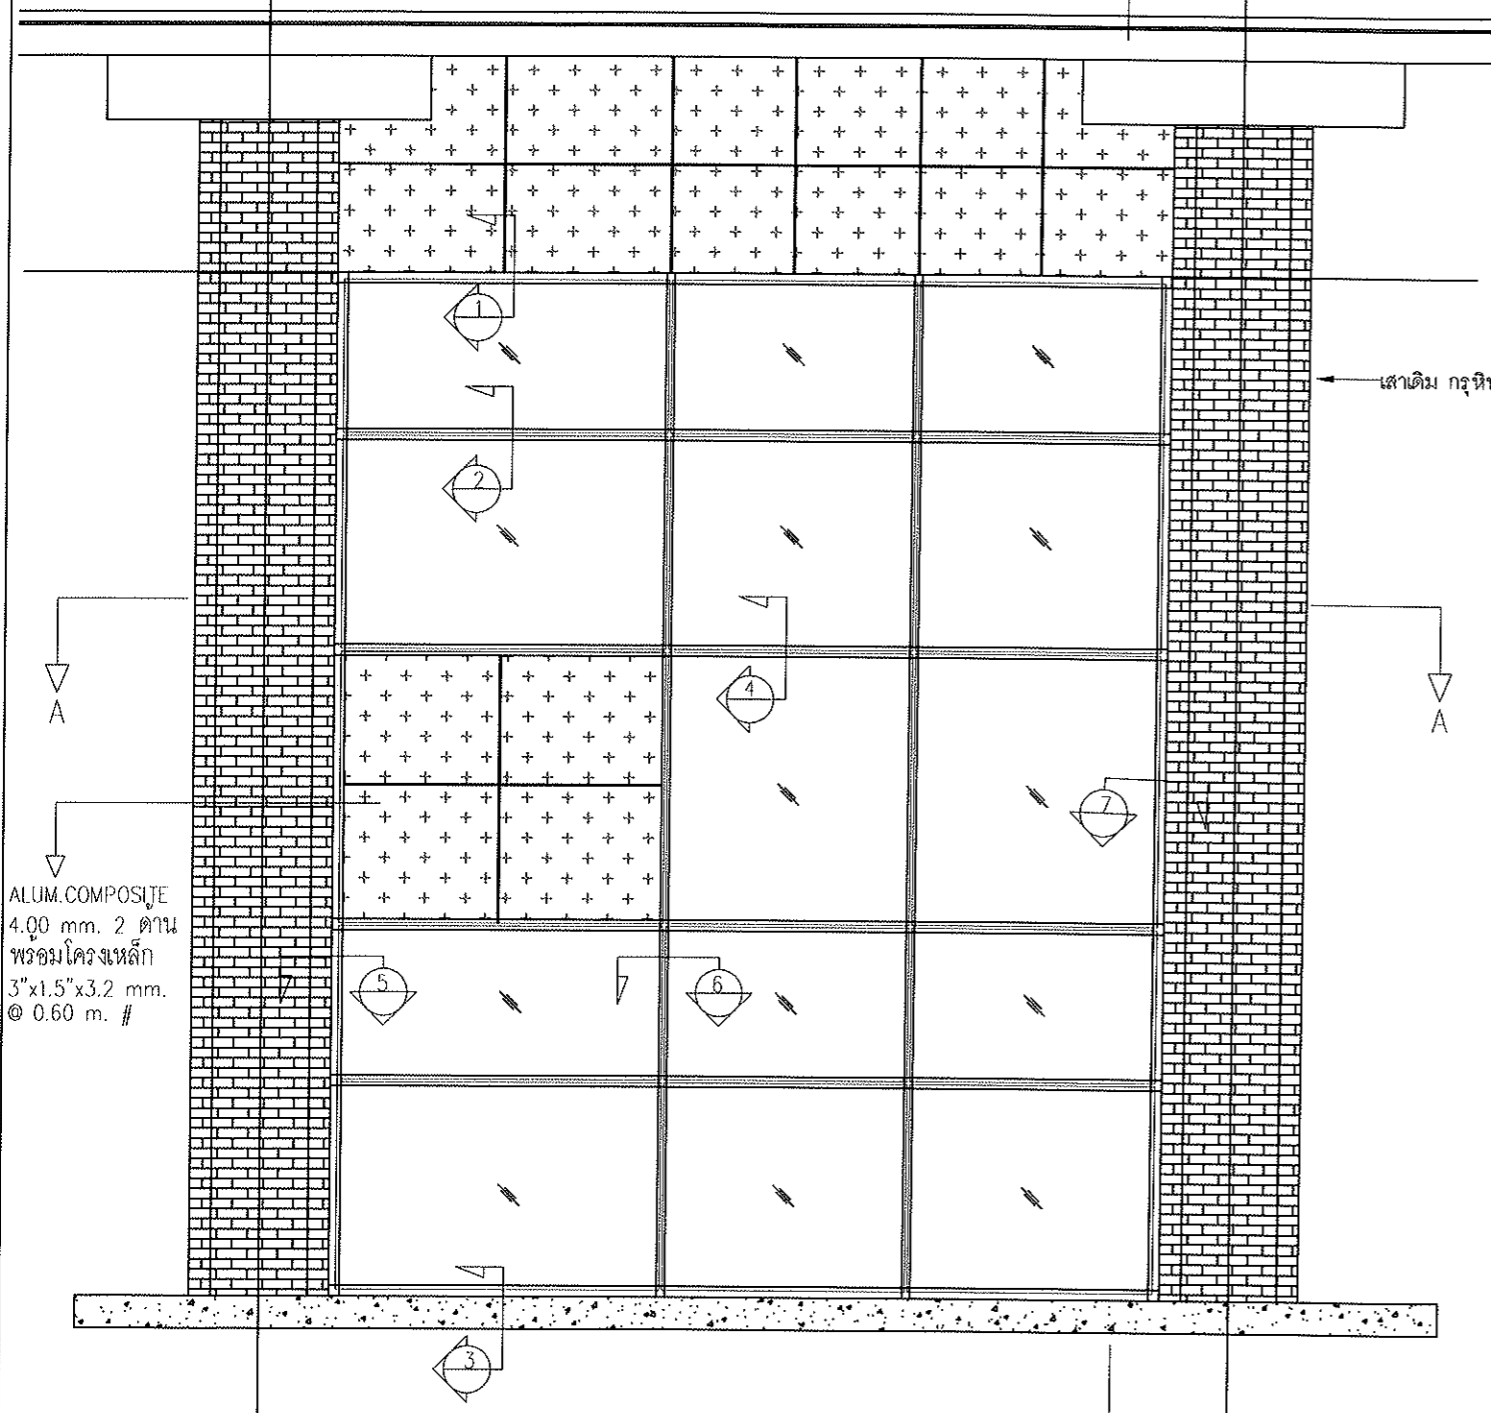 1
เสาเดิม กรุหิน
2
A
4
A
7
ALUM.COMPOSITE
4.00 mm. 2 ด้าน
พร้อมโครงเหล็ก
3"x1.5"x3.2 mm.
@ 0.60 m. //
5
6
3